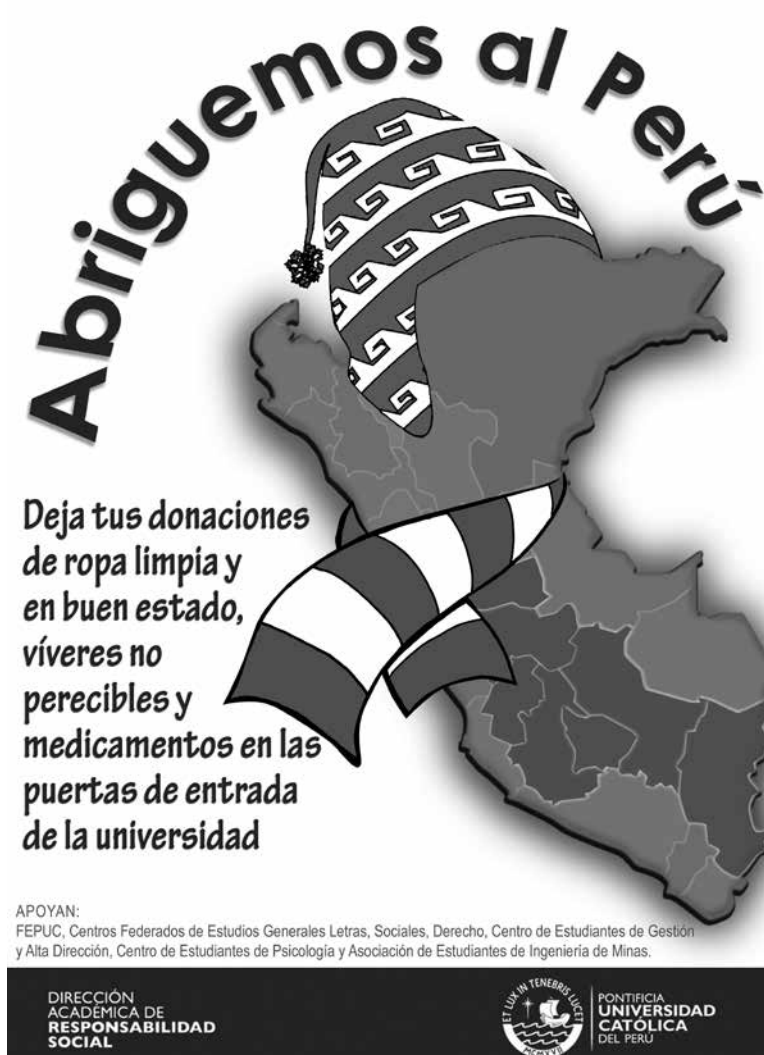 Abriguemos al Perú
Deja tus donaciones
de ropa limpia y
en buen estado,
víveres no
perecibles y
medicamentos en las
puertas de entrada
de la universidad
APOYAN:
FEPUC, Centros Federados de Estudios Generales Letras, Sociales, Derecho, Centro de Estudiantes de Gestión
y Alta Dirección, Centro de Estudiantes de Psicología y Asociación de Estudiantes de Ingeniería de Minas.
DIRECCIÓN
ACADÉMICA DE
RESPONSABILIDAD
SOCIAL
ET LUX IN TENEBRIS LUCET
MCMXVII
PONTIFICIA
UNIVERSIDAD
CATÓLICA
DEL PERÚ